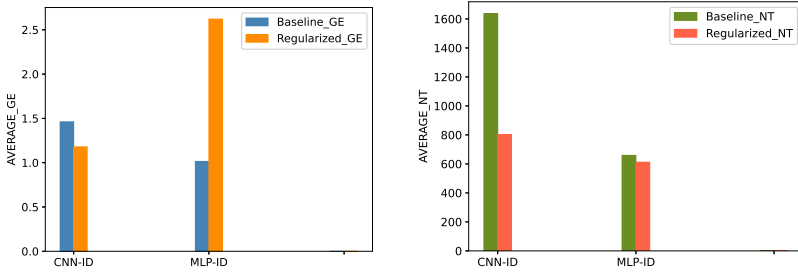 Baseline_GE
Regularized_GE
AVERAGE_GE
2.5
2.0
1.5
1.0
0.5
0.0
CNN-ID
MLP-ID
Baseline_NT
Regularized_NT
AVERAGE_NT
1600
1400
1200
1000
800
600
400
200
0
CNN-ID
MLP-ID